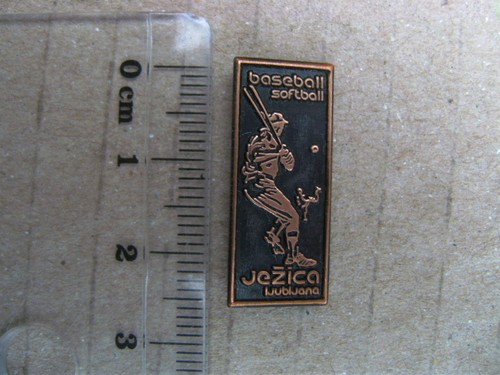 baseball
softball
Ježica
ljubljana
0 cm
1
2
3